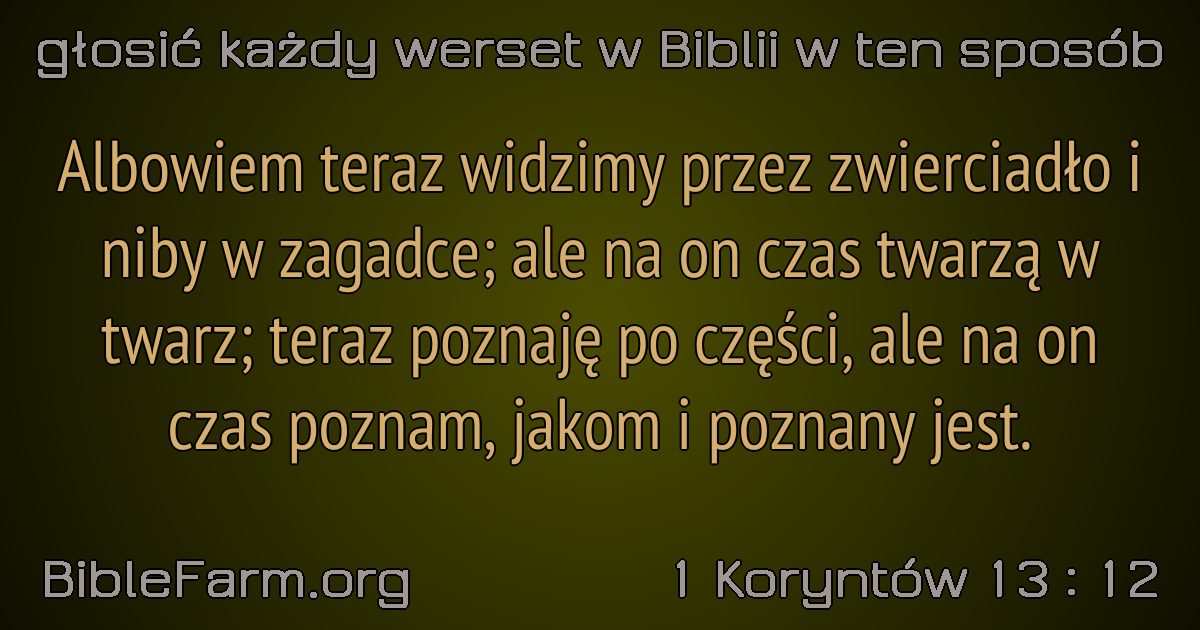 głosić każdy werset w Biblii w ten sposób
Albowiem teraz widzimy przez zwierciadło i
niby w zagadce; ale na on czas twarzą w
twarz; teraz poznaję po części, ale na on
czas poznam, jakom i poznany jest.
BibleFarm.org
1 Koryntów 13 : 12